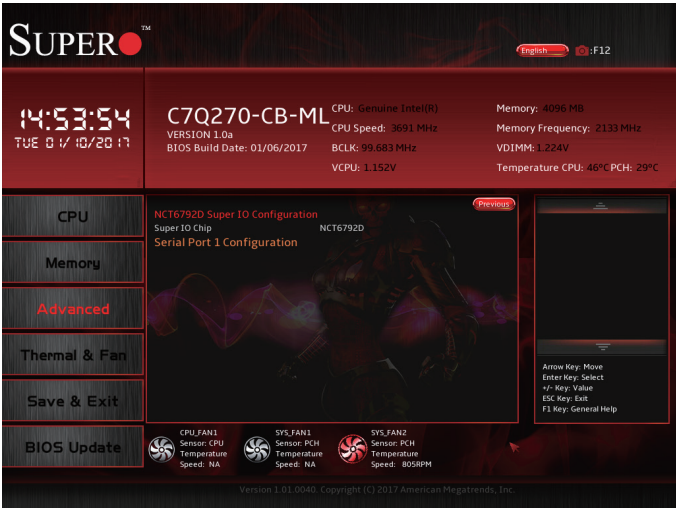 SUPER™
English :F12
14:53:54
TUE 01/10/2017
C7Q270-CB-ML
VERSION 1.0a
BIOS Build Date: 01/06/2017
CPU: Genuine Intel(R)
CPU Speed: 3691 MHz
BCLK: 99.683 MHz
VCPU: 1.152V
Memory: 4096 MB
Memory Frequency: 2133 MHz
VDIMM: 1.224V
Temperature CPU: 46°C PCH: 29°C
CPU
Memory
Advanced
Thermal & Fan
Save & Exit
BIOS Update
Previous
NCT6792D Super IO Configuration
Super IO Chip NCT6792D
Serial Port 1 Configuration
Arrow Key: Move
Enter Key: Select
+/- Key: Value
ESC Key: Exit
F1 Key: General Help
CPU_FAN1
Sensor: CPU
Temperature
Speed: NA
SYS_FAN1
Sensor: PCH
Temperature
Speed: NA
SYS_FAN2
Sensor: PCH
Temperature
Speed: 805RPM
Version 1.01.0040. Copyright (C) 2017 American Megatrends, Inc.